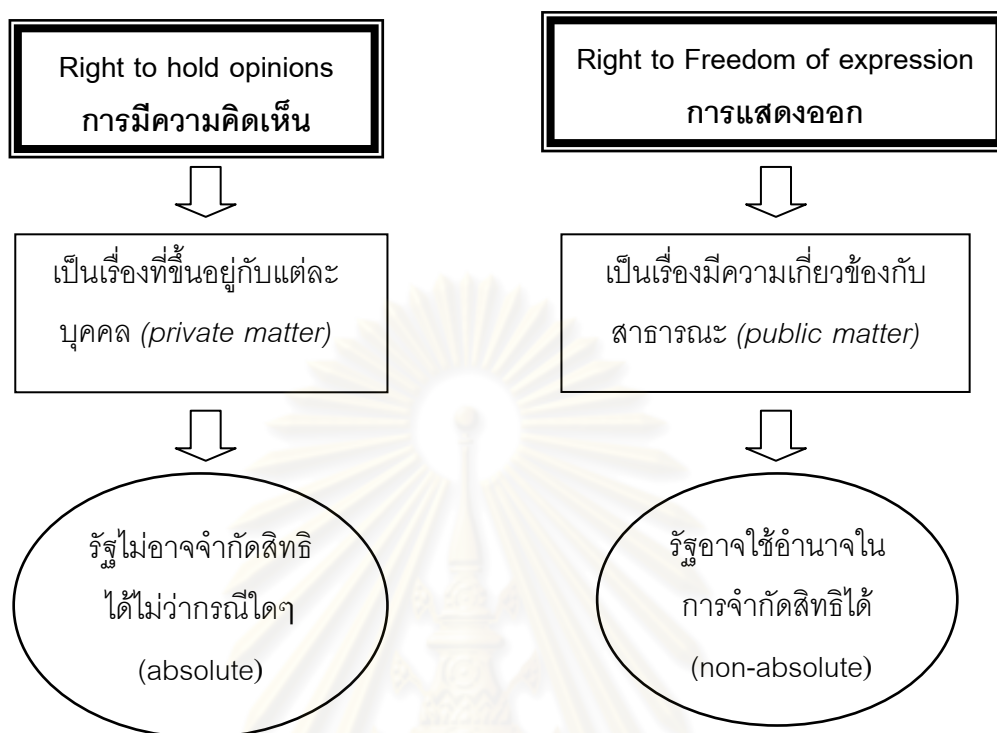 Right to hold opinions
การมีความคิดเห็น
เป็นเรื่องที่ขึ้นอยู่กับแต่ละ
บุคคล (private matter)
รัฐไม่อาจจำกัดสิทธิ
ได้ไม่ว่ากรณีใดๆ
(absolute)
Right to Freedom of expression
การแสดงออก
เป็นเรื่องมีความเกี่ยวข้องกับ
สาธารณะ (public matter)
รัฐอาจใช้อำนาจใน
การจำกัดสิทธิได้
(non-absolute)